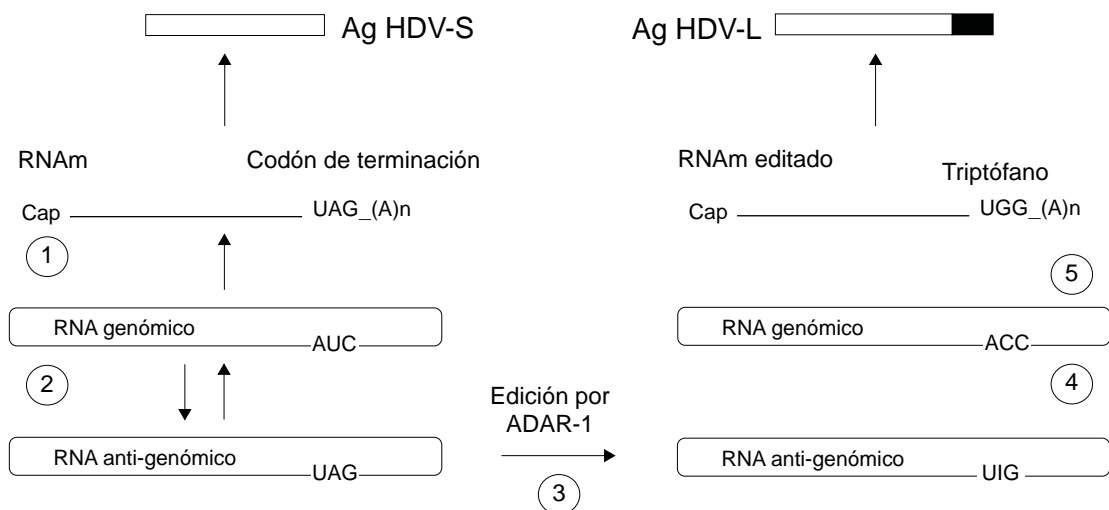 Ag HDV-S
Ag HDV-L
RNAm
Codón de terminación
RNAm editado
Triptófano
Cap
UAG_(A)n
Cap
UGG_(A)n
1
5
RNA genómico
AUC
RNA genómico
ACC
2
4
Edición por
ADAR-1
RNA anti-genómico
UAG
RNA anti-genómico
UIG
3